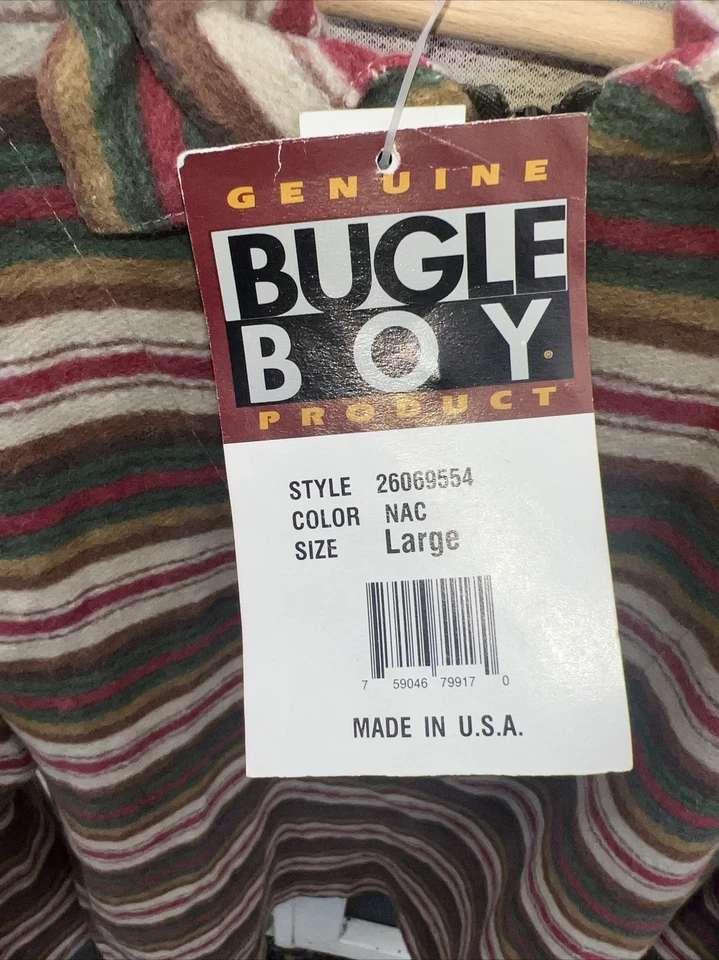 GENUINE
BUGLE
BOY®
PRODUCT
STYLE 26069554
COLOR NAC
SIZE Large
7 59046 79917 0
MADE IN U.S.A.